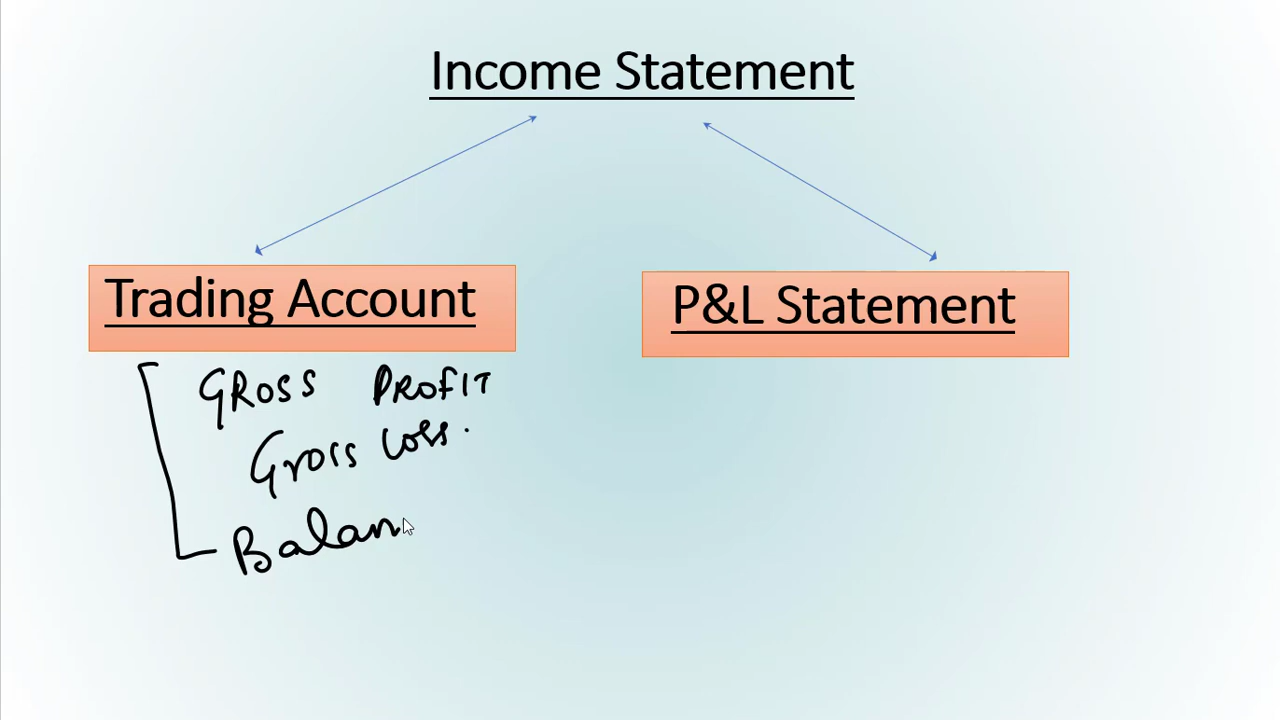 Income Statement
Trading Account
P&L Statement
GROSS PROFIT
Gross Loss.
Balan